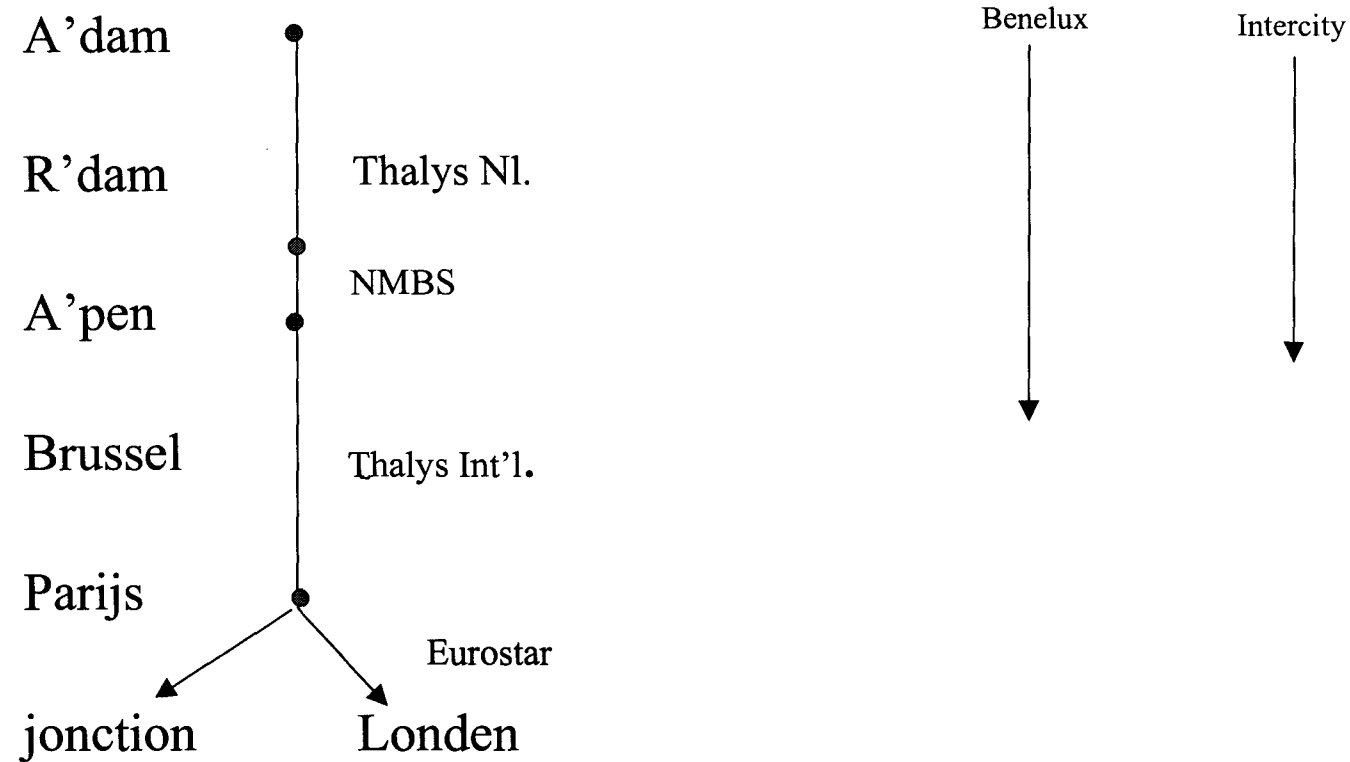 A’dam
Benelux
Intercity
R’dam
Thalys Nl.
NMBS
A’pen
Brussel
Thalys Int’l.
Parijs
Eurostar
jonction
Londen